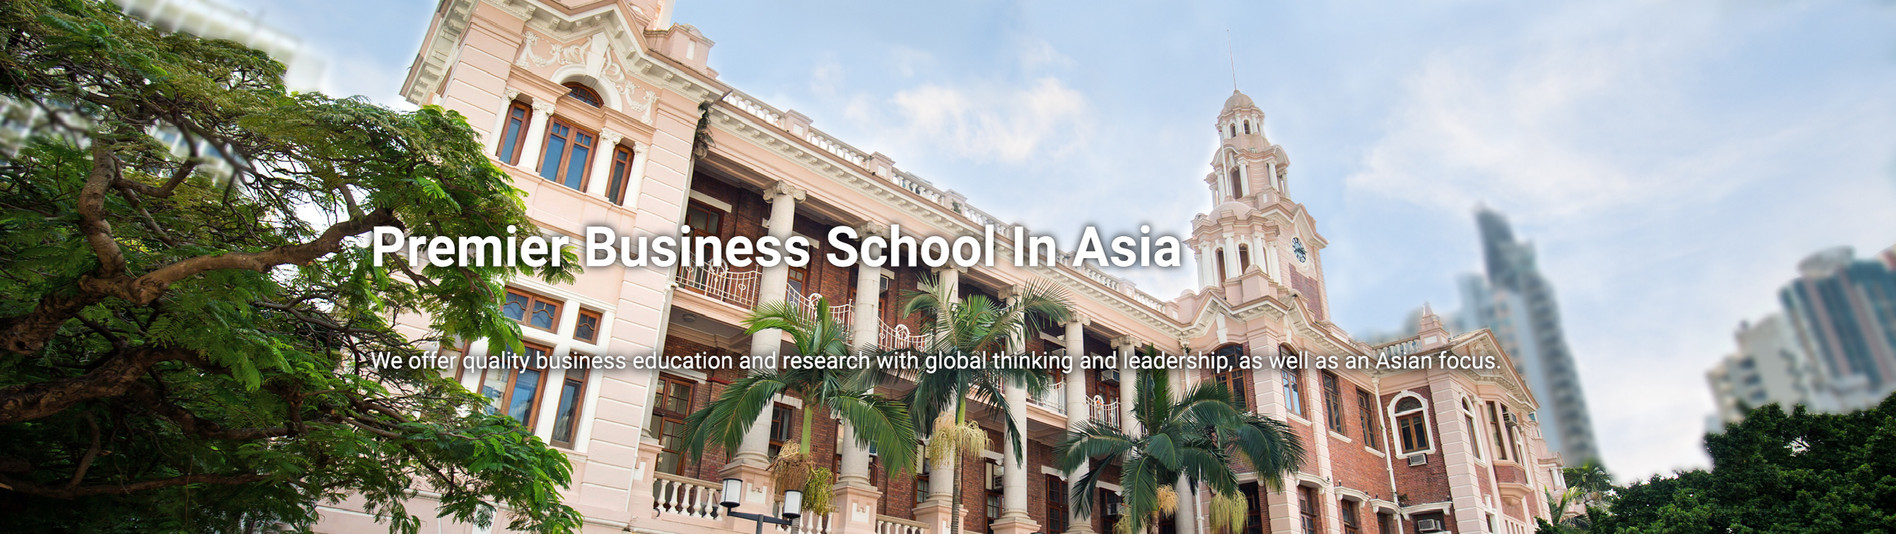 Premier Business School In Asia
We offer quality business education and research with global thinking and leadership, as well as an Asian focus.